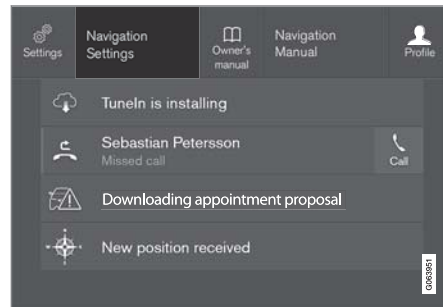 Settings
Navigation
Settings
Owner's
manual
Navigation
Manual
Profile
TuneIn is installing
Sebastian Petersson
Missed call
Call
Downloading appointment proposal
New position received
G063951